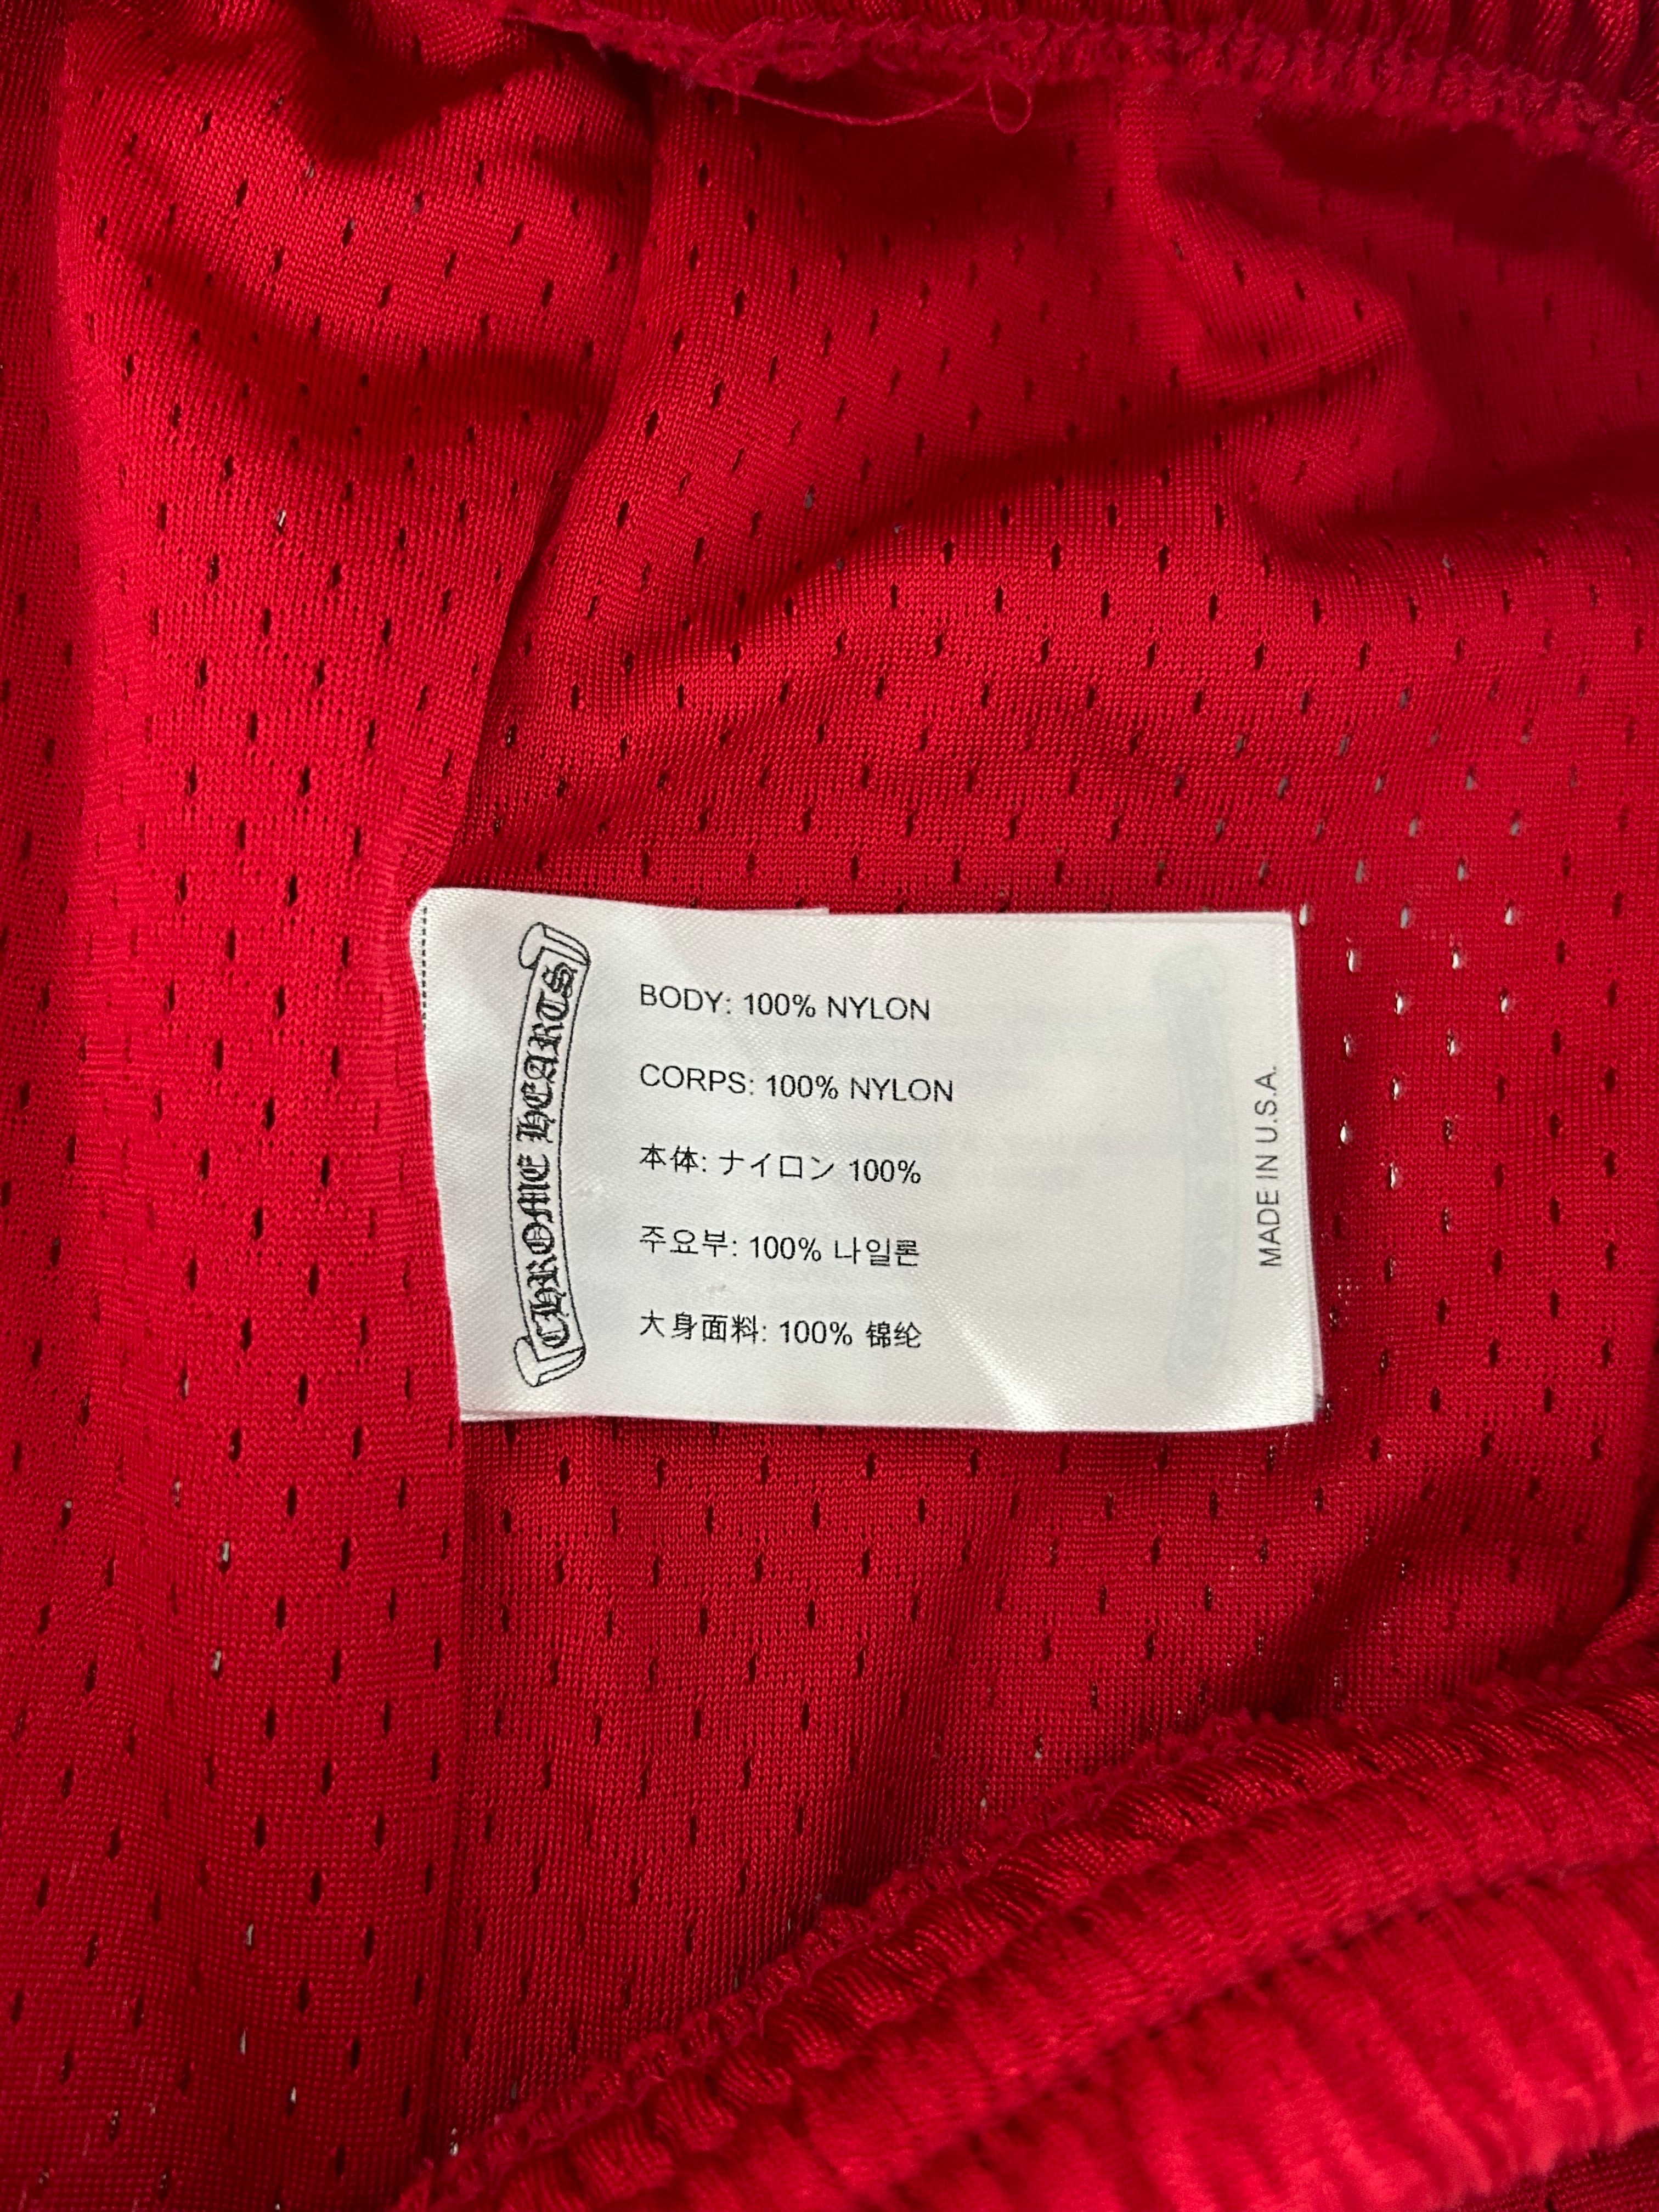 CHROME HEARTS
BODY: 100% NYLON
CORPS: 100% NYLON
本体: ナイロン 100%
주요부: 100% 나일론
大身面料: 100% 锦纶
MADE IN U.S.A.